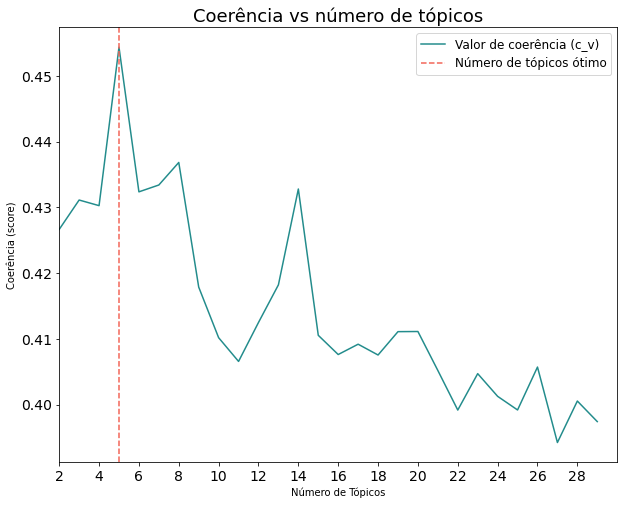 Coerência vs número de tópicos
Valor de coerência (c_v)
Número de tópicos ótimo
Coerência (score)
0.45
0.44
0.43
0.42
0.41
0.40
2 4 6 8 10 12 14 16 18 20 22 24 26 28
Número de Tópicos